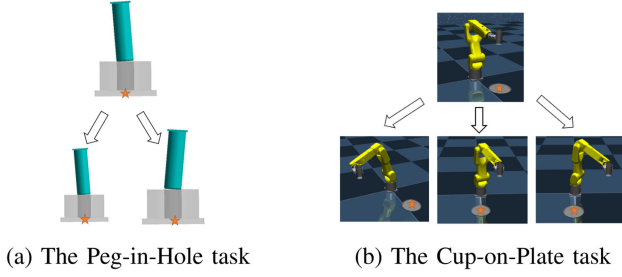 (a) The Peg-in-Hole task
(b) The Cup-on-Plate task